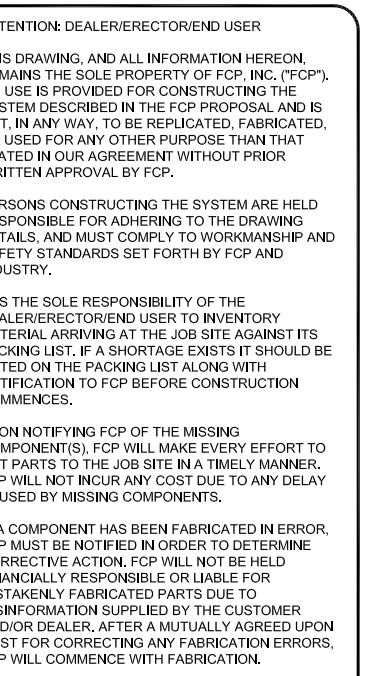 TENTION: DEALER/ERECTOR/END USER
IS DRAWING, AND ALL INFORMATION HEREON,
MAINS THE SOLE PROPERTY OF FCP, INC. ("FCP").
USE IS PROVIDED FOR CONSTRUCTING THE
STEM DESCRIBED IN THE FCP PROPOSAL AND IS
T, IN ANY WAY, TO BE REPLICATED, FABRICATED,
USED FOR ANY OTHER PURPOSE THAN THAT
ATED IN OUR AGREEMENT WITHOUT PRIOR
RITTEN APPROVAL BY FCP.
RSONS CONSTRUCTING THE SYSTEM ARE HELD
SPONSIBLE FOR ADHERING TO THE DRAWING
TAILS, AND MUST COMPLY TO WORKMANSHIP AND
FETY STANDARDS SET FORTH BY FCP AND
DUSTRY.
S THE SOLE RESPONSIBILITY OF THE
ALER/ERECTOR/END USER TO INVENTORY
TERIAL ARRIVING AT THE JOB SITE AGAINST ITS
CKING LIST. IF A SHORTAGE EXISTS IT SHOULD BE
TED ON THE PACKING LIST ALONG WITH
TIFICATION TO FCP BEFORE CONSTRUCTION
MMENCES.
ON NOTIFYING FCP OF THE MISSING
MPONENT(S), FCP WILL MAKE EVERY EFFORT TO
T PARTS TO THE JOB SITE IN A TIMELY MANNER.
P WILL NOT INCUR ANY COST DUE TO ANY DELAY
USED BY MISSING COMPONENTS.
A COMPONENT HAS BEEN FABRICATED IN ERROR,
P MUST BE NOTIFIED IN ORDER TO DETERMINE
RRECTIVE ACTION. FCP WILL NOT BE HELD
NANCIALLY RESPONSIBLE OR LIABLE FOR
STAKENLY FABRICATED PARTS DUE TO
SINFORMATION SUPPLIED BY THE CUSTOMER
D/OR DEALER. AFTER A MUTUALLY AGREED UPON
ST FOR CORRECTING ANY FABRICATION ERRORS,
P WILL COMMENCE WITH FABRICATION.